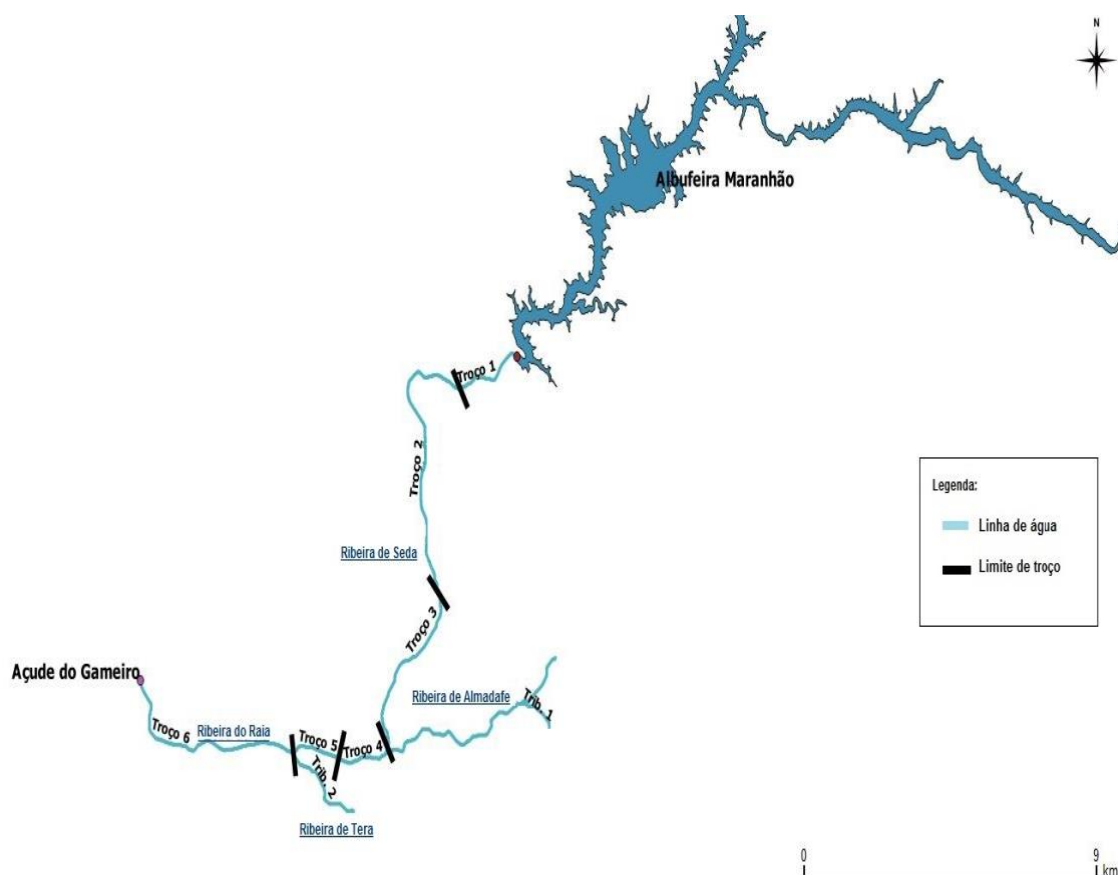 N
Albufeira Maranhão
Troço 1
Troço 2
Legenda:
Linha de água
Ribeira de Seda
Limite de troço
Troço 3
Açude do Gameiro
Ribeira de Almadafe
Trib. 1
Troço 6
Ribeira do Raia
Troço 5
Troço 4
Trib. 2
Ribeira de Tera
0
9
km